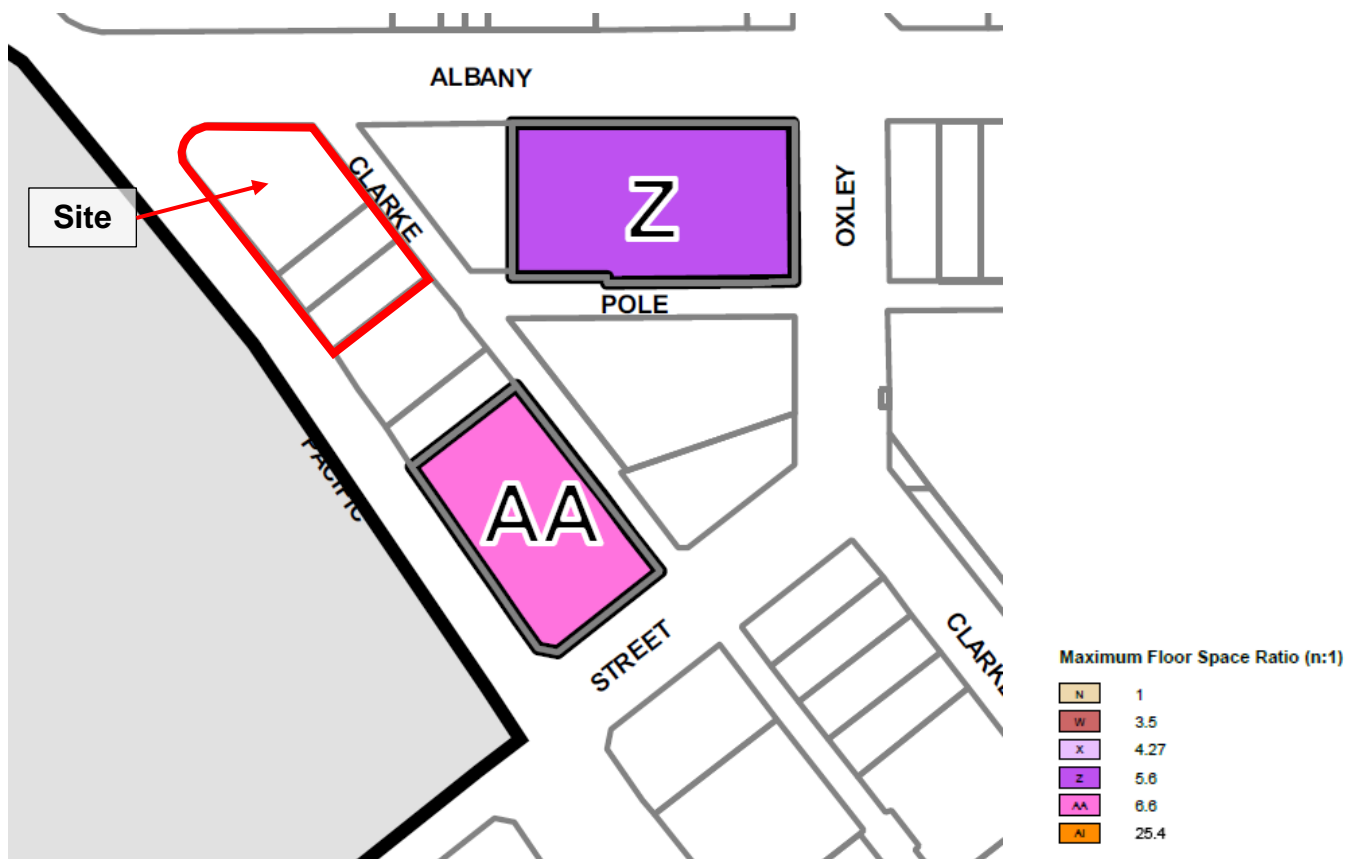 ALBANY
CLARKE
Site
Z
OXLEY
POLE
PACIFIC
AA
STREET
CLARKE
Maximum Floor Space Ratio (n:1)
N 1
W 3.5
X 4.27
Z 5.6
AA 6.6
AI 25.4